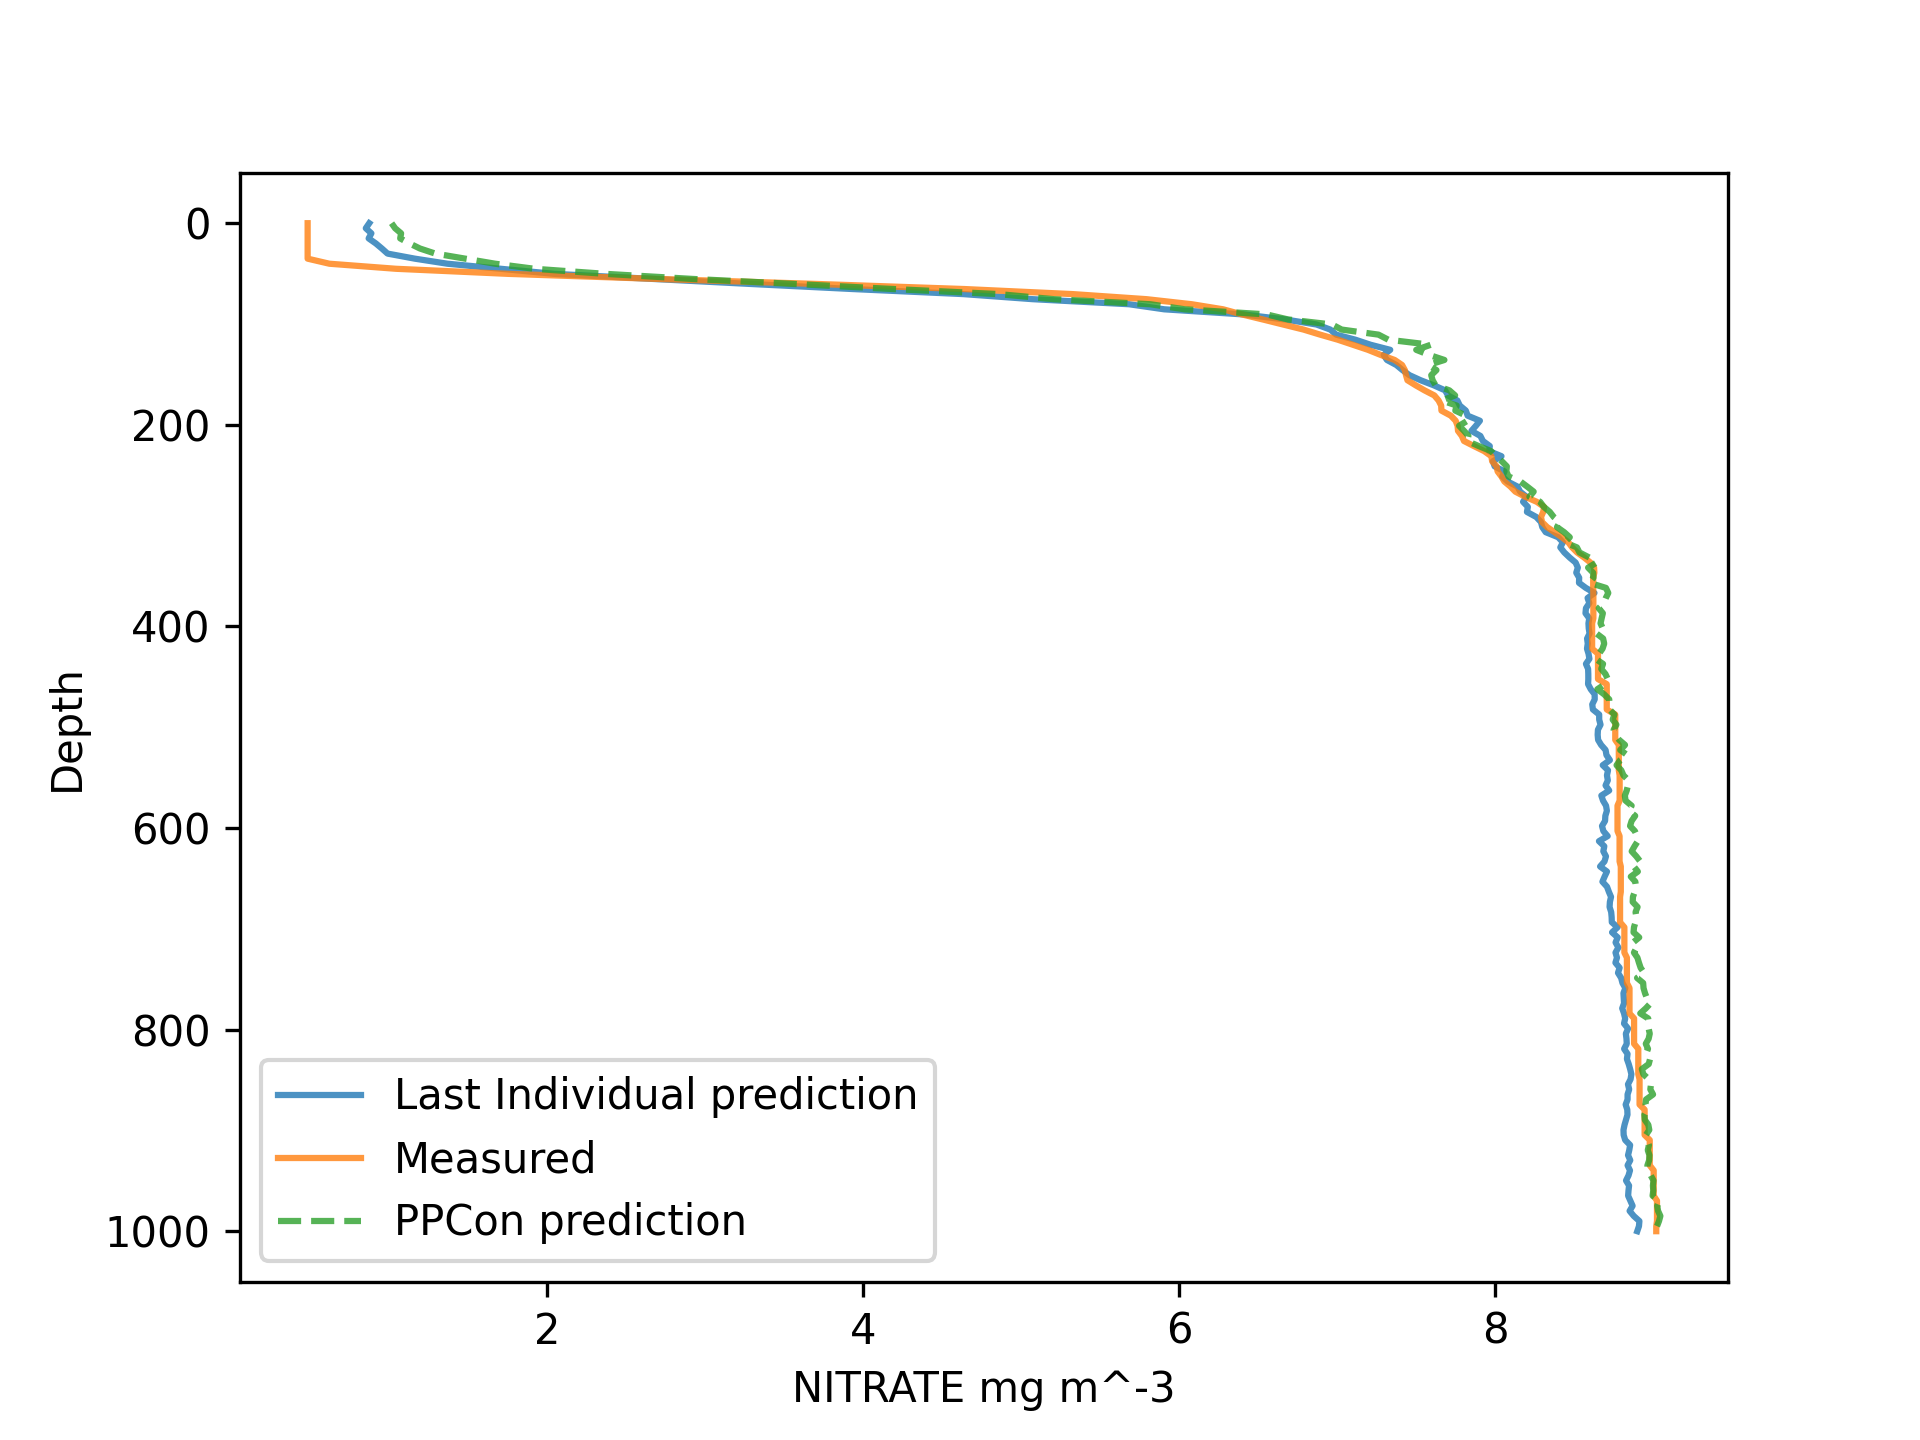 0
200
400
600
800
1000
Depth
Last Individual prediction
Measured
PPCon prediction
2 4 6 8
NITRATE mg m^-3